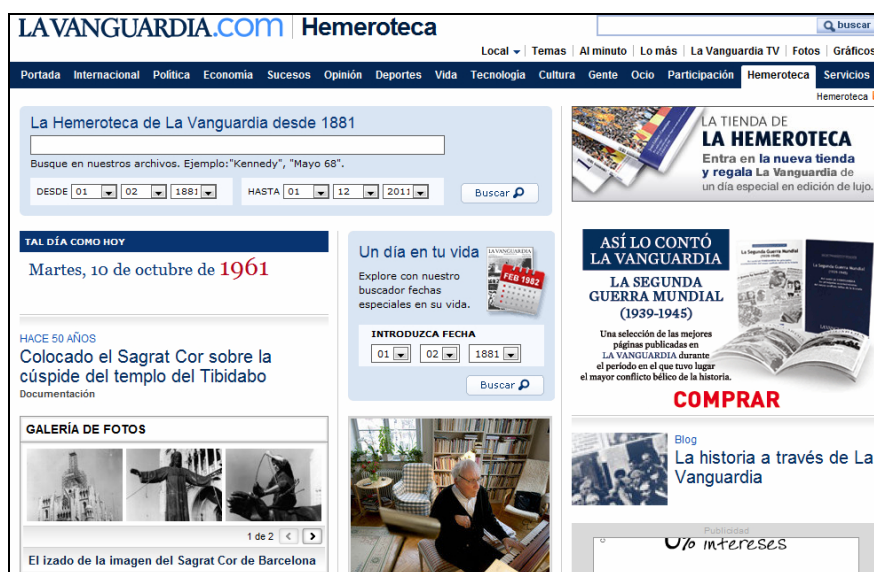 LAVANGUARDIA.COM | Hemeroteca
buscar
Local | Temas | Al minuto | Lo más | La Vanguardia TV | Fotos | Gráficos
Portada Internacional Política Economía Sucesos Opinión Deportes Vida Tecnología Cultura Gente Ocio Participación Hemeroteca Servicios
Hemeroteca
La Hemeroteca de La Vanguardia desde 1881
Busque en nuestros archivos. Ejemplo:"Kennedy", "Mayo 68".
DESDE 01 02 1881 HASTA 01 12 2011 Buscar
LA TIENDA DE
LA HEMEROTECA
Entra en la nueva tienda
y regala La Vanguardia de
un día especial en edición de lujo.
TAL DÍA COMO HOY
Martes, 10 de octubre de 1961
HACE 50 AÑOS
Colocado el Sagrat Cor sobre la
cúspide del templo del Tibidabo
Documentación
GALERÍA DE FOTOS
1 de 2
El izado de la imagen del Sagrat Cor de Barcelona
Un día en tu vida
LA VANGUARDIA
FEB 1982
Explore con nuestro
buscador fechas
especiales en su vida.
INTRODUZCA FECHA
01 02 1881
Buscar
ASÍ LO CONTÓ
LA VANGUARDIA
LA SEGUNDA
GUERRA MUNDIAL
(1939-1945)
Una selección de las mejores
páginas publicadas en
LA VANGUARDIA durante
el período en el que tuvo lugar
el mayor conflicto bélico de la historia.
La Segunda Guerra Mundial
COMPRAR
Blog
La historia a través de La
Vanguardia
Publicidad
0% intereses